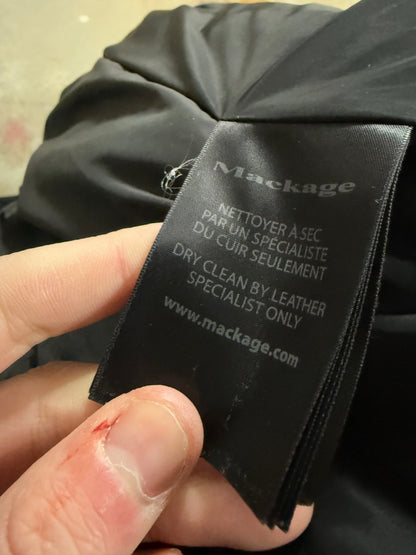 Mackage
NETTOYER À SEC
PAR UN SPÉCIALISTE
DU CUIR SEULEMENT
DRY CLEAN BY LEATHER
SPECIALIST ONLY
www.mackage.com